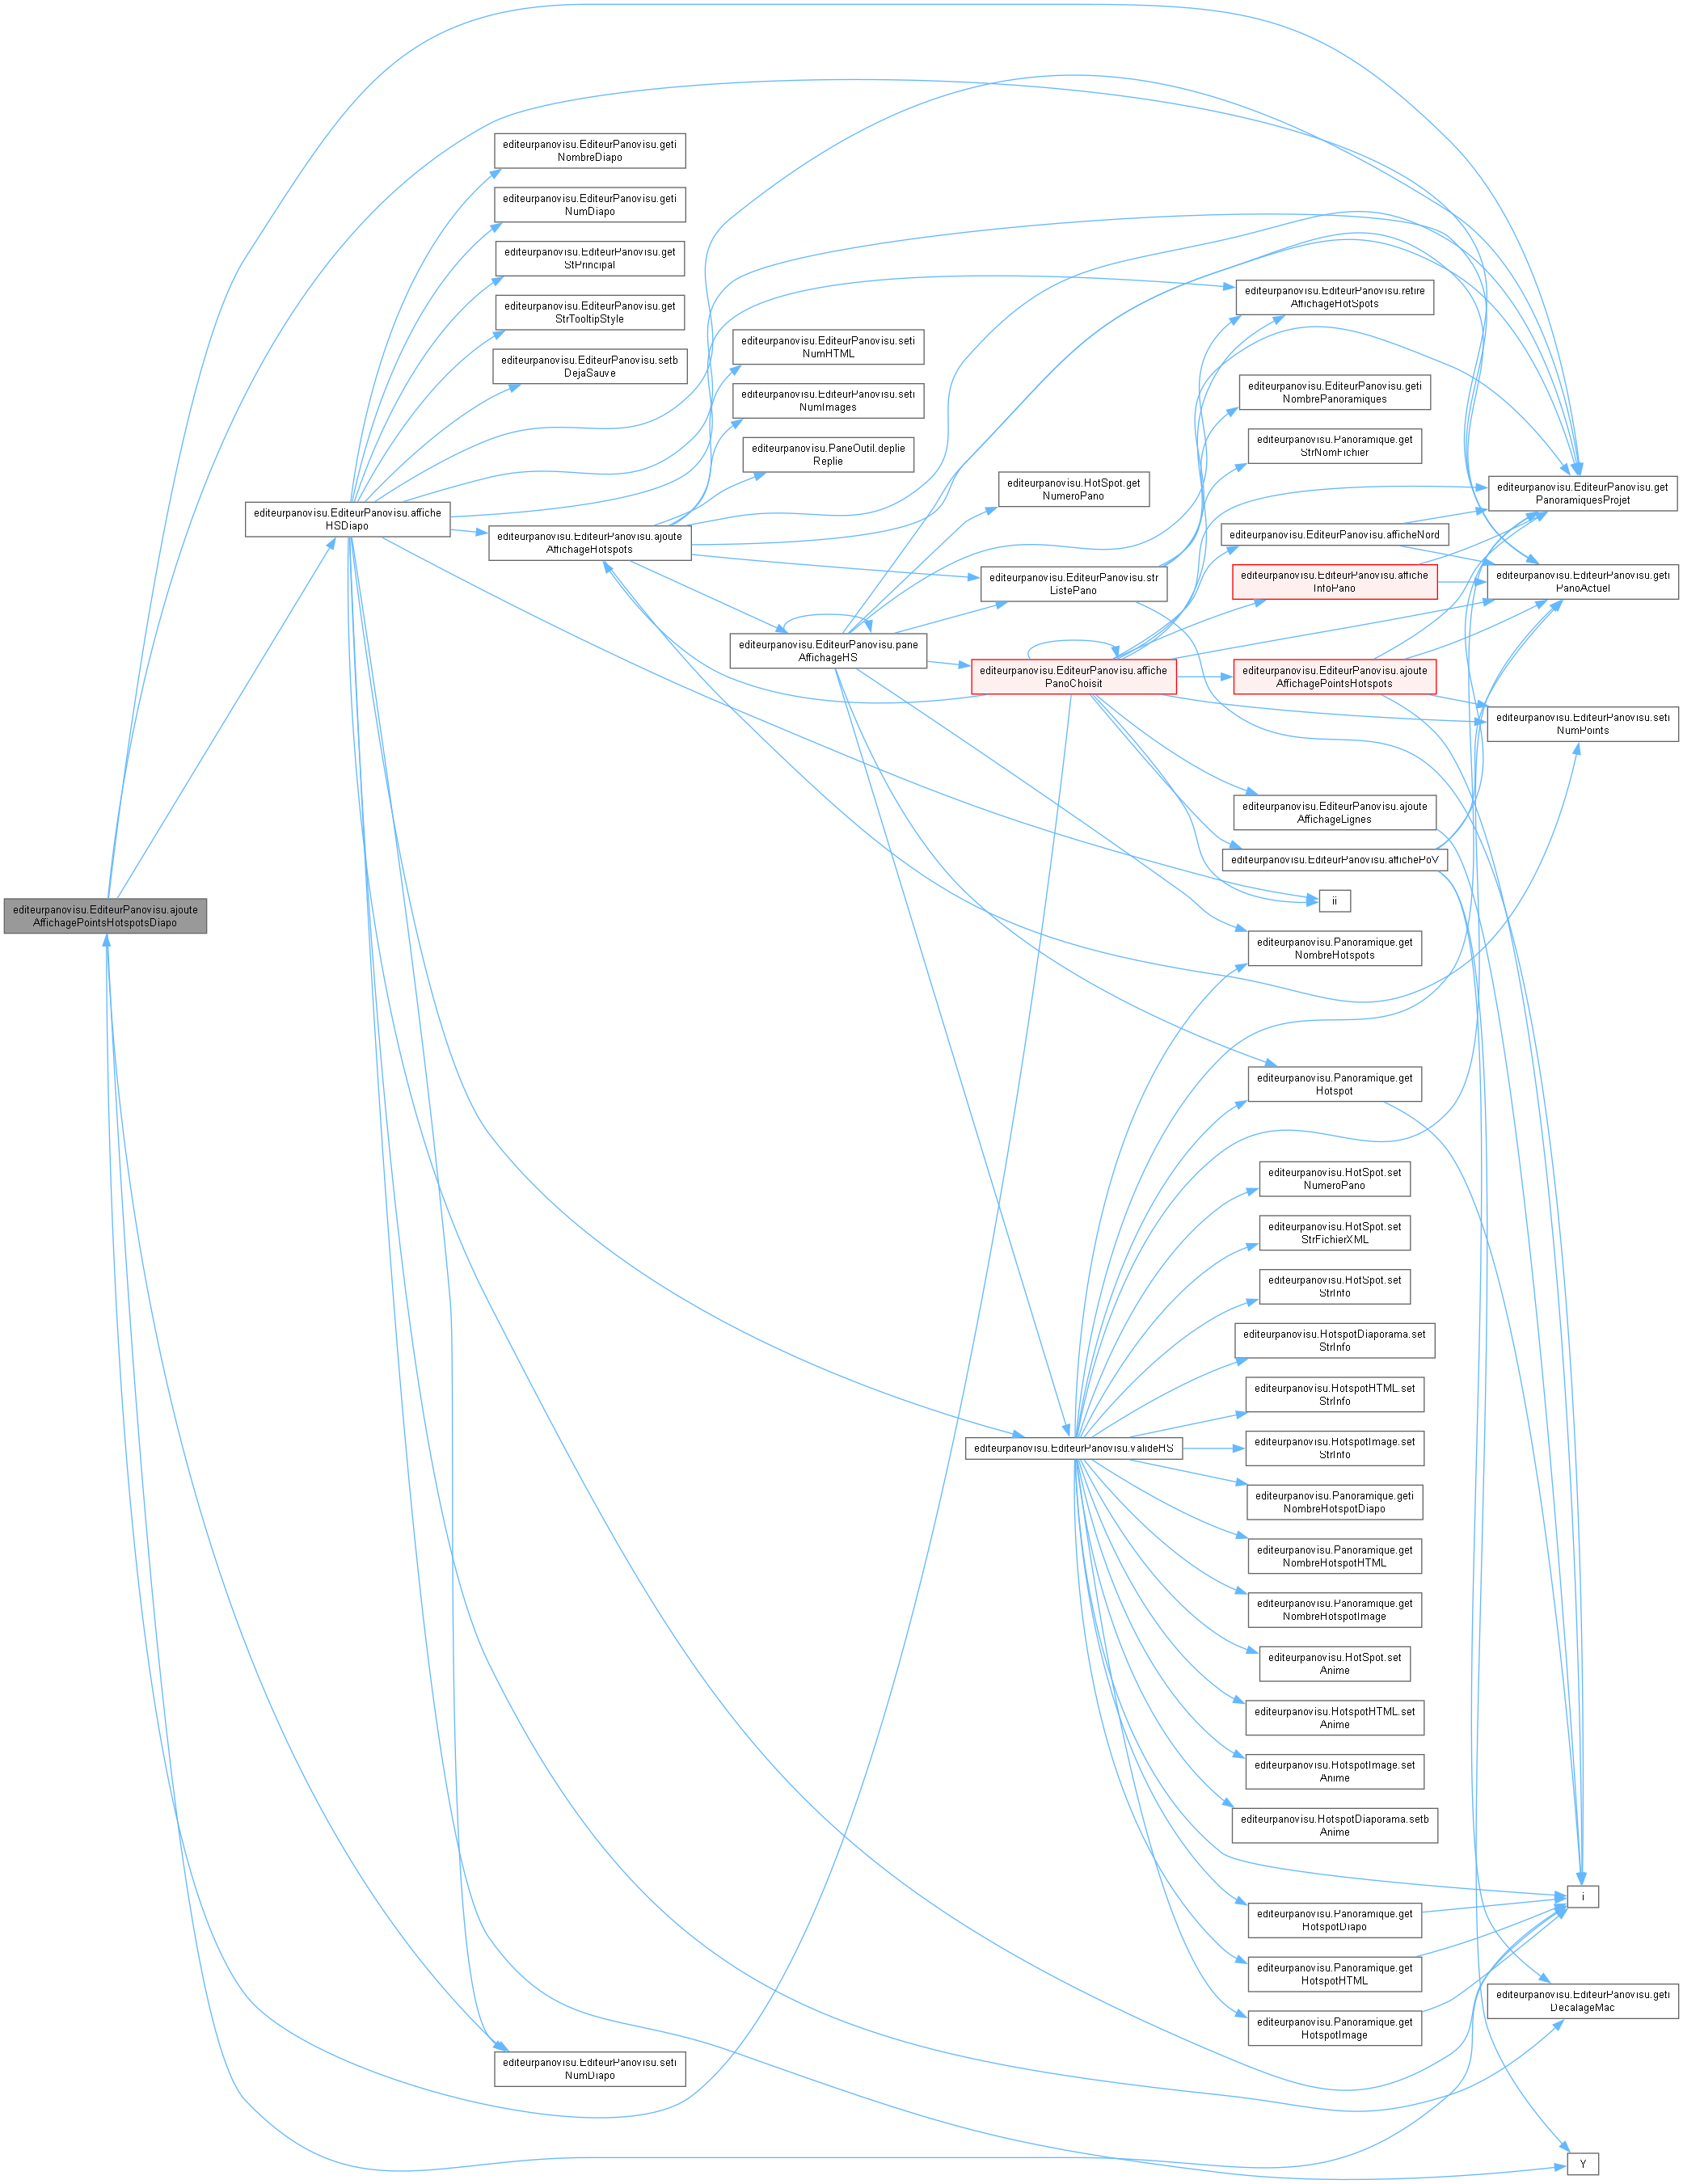 editeurpanovisu.EditeurPanovisu.ajoute
AffichagePointsHotspotsDiapo
editeurpanovisu.EditeurPanovisu.affiche
HSDiapo
editeurpanovisu.EditeurPanovisu.geti
NombreDiapo
editeurpanovisu.EditeurPanovisu.geti
NumDiapo
editeurpanovisu.EditeurPanovisu.get
StPrincipal
editeurpanovisu.EditeurPanovisu.get
StrTooltipStyle
editeurpanovisu.EditeurPanovisu.setb
DejaSauve
editeurpanovisu.EditeurPanovisu.ajoute
AffichageHotspots
editeurpanovisu.EditeurPanovisu.seti
NumDiapo
editeurpanovisu.EditeurPanovisu.seti
NumHTML
editeurpanovisu.EditeurPanovisu.seti
NumImages
editeurpanovisu.PaneOutil.deplie
Replie
editeurpanovisu.EditeurPanovisu.pane
AffichageHS
editeurpanovisu.HotSpot.get
NumeroPano
editeurpanovisu.EditeurPanovisu.str
ListePano
editeurpanovisu.EditeurPanovisu.affiche
PanoChoisit
editeurpanovisu.EditeurPanovisu.valideHS
editeurpanovisu.EditeurPanovisu.retire
AffichageHotSpots
editeurpanovisu.EditeurPanovisu.geti
NombrePanoramiques
editeurpanovisu.Panoramique.get
StrNomFichier
editeurpanovisu.EditeurPanovisu.afficheNord
editeurpanovisu.EditeurPanovisu.affiche
InfoPano
editeurpanovisu.EditeurPanovisu.ajoute
AffichagePointsHotspots
editeurpanovisu.EditeurPanovisu.ajoute
AffichageLignes
editeurpanovisu.EditeurPanovisu.affichePoV
ii
editeurpanovisu.Panoramique.get
NombreHotspots
editeurpanovisu.Panoramique.get
Hotspot
editeurpanovisu.HotSpot.set
NumeroPano
editeurpanovisu.HotSpot.set
StrFichierXML
editeurpanovisu.HotSpot.set
StrInfo
editeurpanovisu.HotspotDiaporama.set
StrInfo
editeurpanovisu.HotspotHTML.set
StrInfo
editeurpanovisu.HotspotImage.set
StrInfo
editeurpanovisu.Panoramique.geti
NombreHotspotDiapo
editeurpanovisu.Panoramique.get
NombreHotspotHTML
editeurpanovisu.Panoramique.get
NombreHotspotImage
editeurpanovisu.HotSpot.set
Anime
editeurpanovisu.HotspotHTML.set
Anime
editeurpanovisu.HotspotImage.set
Anime
editeurpanovisu.HotspotDiaporama.setb
Anime
editeurpanovisu.Panoramique.get
HotspotDiapo
editeurpanovisu.Panoramique.get
HotspotHTML
editeurpanovisu.Panoramique.get
HotspotImage
editeurpanovisu.EditeurPanovisu.get
PanoramiquesProjet
editeurpanovisu.EditeurPanovisu.geti
PanoActuel
editeurpanovisu.EditeurPanovisu.seti
NumPoints
i
editeurpanovisu.EditeurPanovisu.geti
DecalageMac
Y